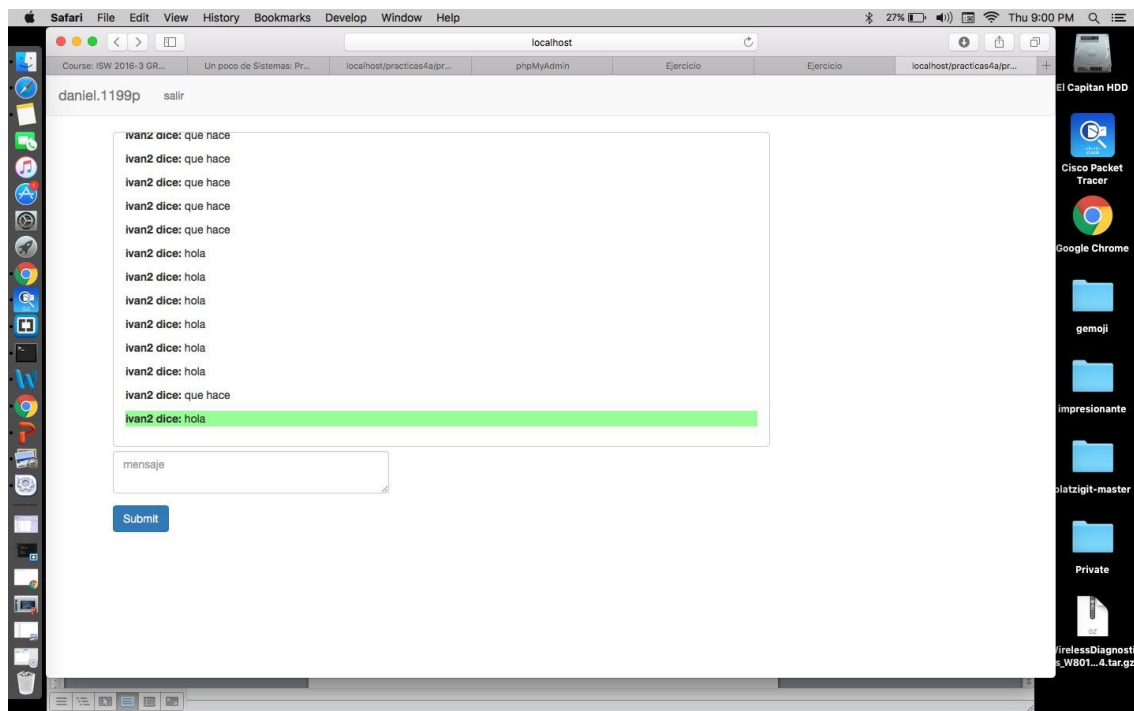 Safari File Edit View History Bookmarks Develop Window Help
27% Thu 9:00 PM
localhost
Course: ISW 2016-3 GR... Un poco de Sistemas: Pr... localhost/practicas4a/pr... phpMyAdmin Ejercicio Ejercicio localhost/practicas4a/pr...
daniel.1199p salir
ivan2 dice: que hace
ivan2 dice: que hace
ivan2 dice: que hace
ivan2 dice: que hace
ivan2 dice: que hace
ivan2 dice: hola
ivan2 dice: hola
ivan2 dice: hola
ivan2 dice: hola
ivan2 dice: hola
ivan2 dice: hola
ivan2 dice: que hace
ivan2 dice: hola
mensaje
Submit
El Capitan HDD
Cisco Packet
Tracer
Google Chrome
gemoji
impresionante
platzigit-master
Private
GZ
WirelessDiagnosti
s_W801...4.tar.gz